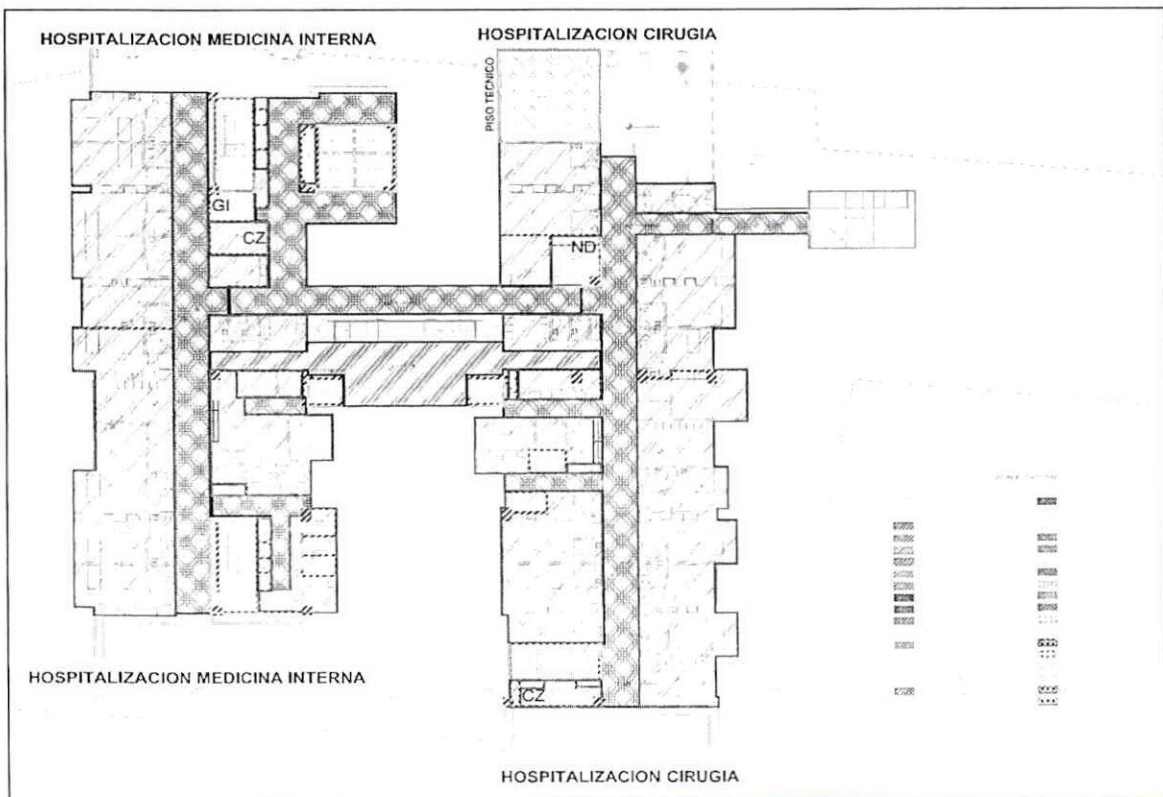 HOSPITALIZACION MEDICINA INTERNA
HOSPITALIZACION CIRUGIA
PISO TECNICO
GI
CZ
ND
HOSPITALIZACION MEDICINA INTERNA
CZ
HOSPITALIZACION CIRUGIA